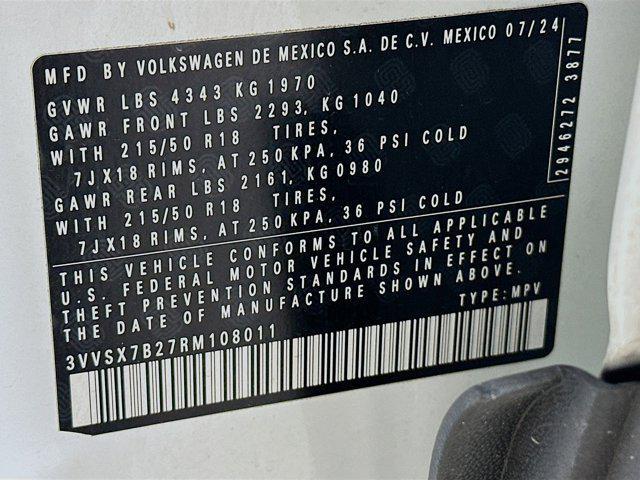 MFD BY VOLKSWAGEN DE MEXICO S.A. DE C.V. MEXICO 07/24
GVWR LBS 4343 KG 1970
GAWR FRONT LBS 2293, KG 1040
WITH 215/50 R18 TIRES,
7JX18 RIMS, AT 250 KPA, 36 PSI COLD
GAWR REAR LBS 2161, KG0980
WITH 215/50 R18 TIRES,
7JX18 RIMS, AT 250 KPA, 36 PSI COLD
2946272 3877
THIS VEHICLE CONFORMS TO ALL APPLICABLE
U.S. FEDERAL MOTOR VEHICLE SAFETY AND
THEFT PREVENTION STANDARDS IN EFFECT ON
THE DATE OF MANUFACTURE SHOWN ABOVE.
3VVSX7B27RM108011 TYPE: MPV